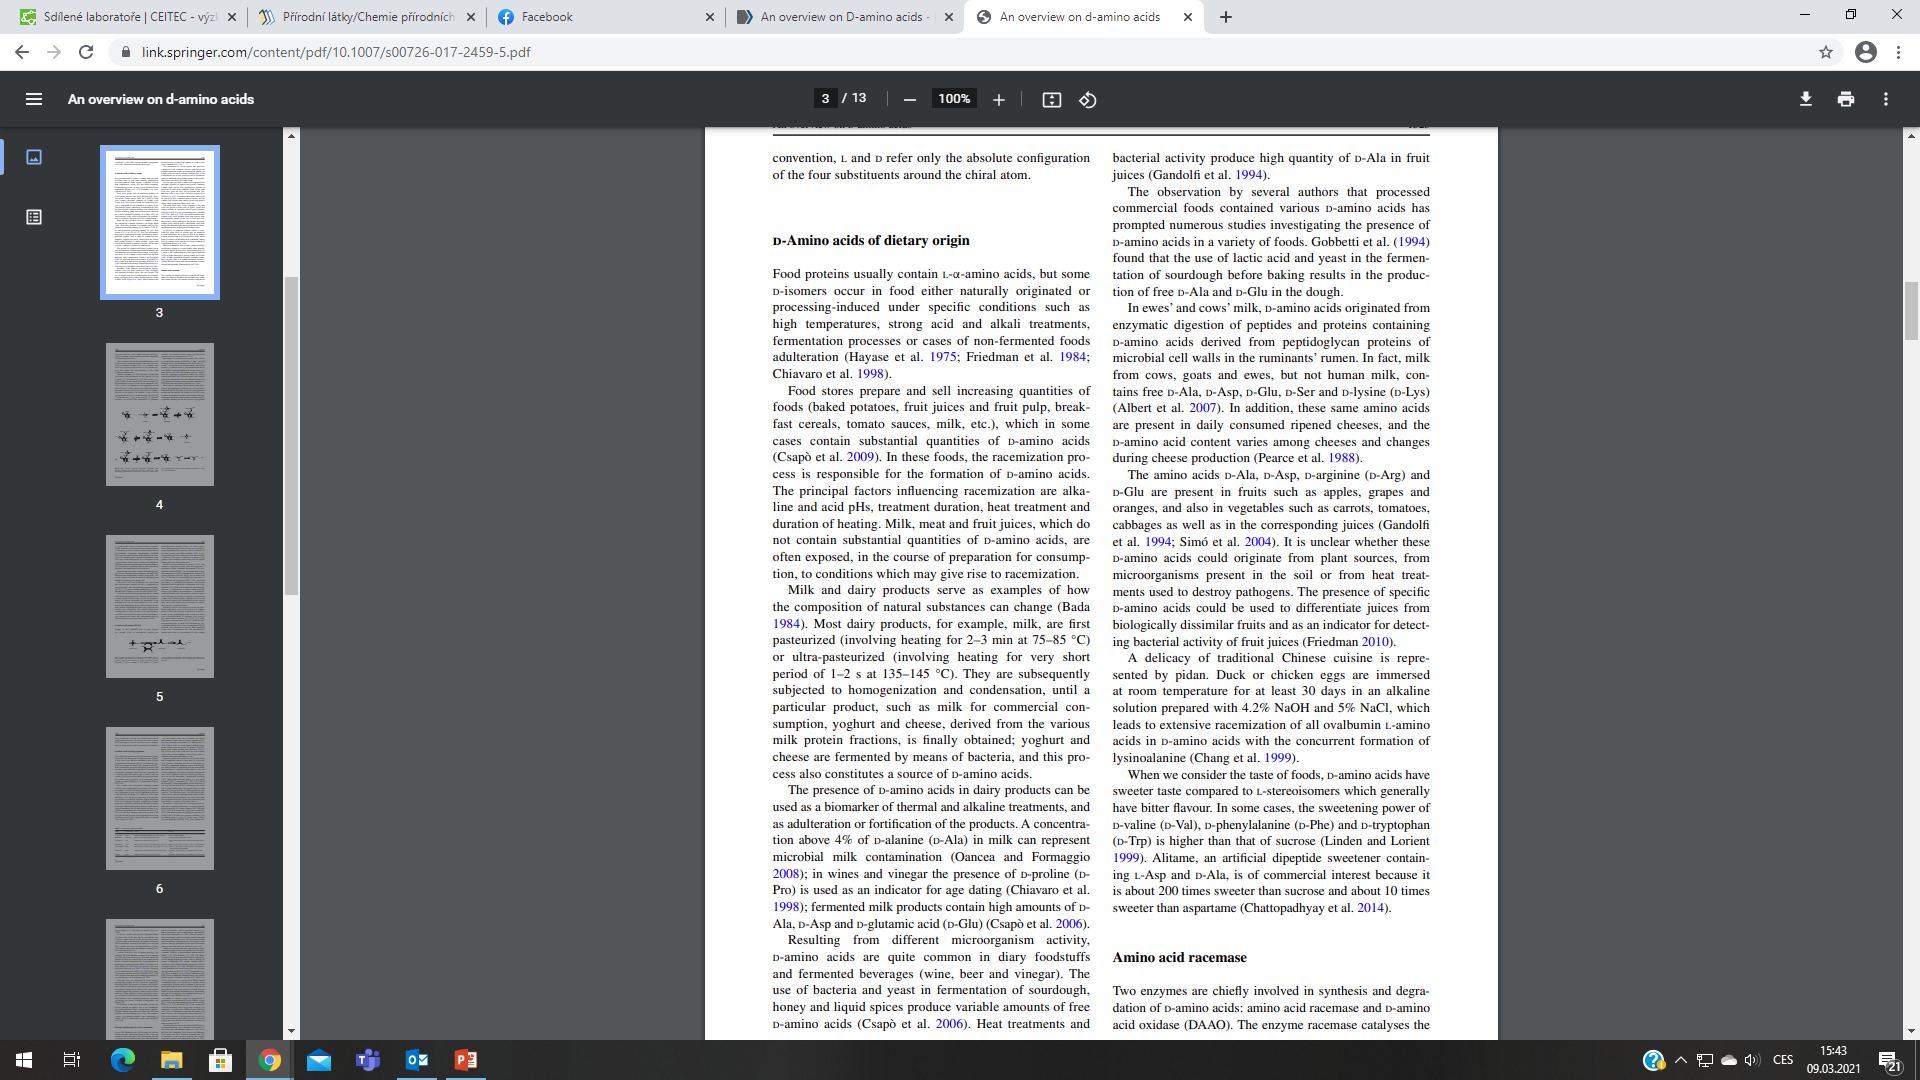 Sdílené laboratoře | CEITEC - výz
Přírodní látky/Chemie přírodních
Facebook
An overview on D-amino acids -
An overview on d-amino acids
link.springer.com/content/pdf/10.1007/s00726-017-2459-5.pdf
An overview on d-amino acids
3 / 13
100%
3
4
5
6
convention, L and D refer only the absolute configuration
of the four substituents around the chiral atom.
D-Amino acids of dietary origin
Food proteins usually contain L-α-amino acids, but some
D-isomers occur in food either naturally originated or
processing-induced under specific conditions such as
high temperatures, strong acid and alkali treatments,
fermentation processes or cases of non-fermented foods
adulteration (Hayase et al. 1975; Friedman et al. 1984;
Chiavaro et al. 1998).
Food stores prepare and sell increasing quantities of
foods (baked potatoes, fruit juices and fruit pulp, break-
fast cereals, tomato sauces, milk, etc.), which in some
cases contain substantial quantities of D-amino acids
(Csapò et al. 2009). In these foods, the racemization pro-
cess is responsible for the formation of D-amino acids.
The principal factors influencing racemization are alka-
line and acid pHs, treatment duration, heat treatment and
duration of heating. Milk, meat and fruit juices, which do
not contain substantial quantities of D-amino acids, are
often exposed, in the course of preparation for consump-
tion, to conditions which may give rise to racemization.
Milk and dairy products serve as examples of how
the composition of natural substances can change (Bada
1984). Most dairy products, for example, milk, are first
pasteurized (involving heating for 2–3 min at 75–85 °C)
or ultra-pasteurized (involving heating for very short
period of 1–2 s at 135–145 °C). They are subsequently
subjected to homogenization and condensation, until a
particular product, such as milk for commercial con-
sumption, yoghurt and cheese, derived from the various
milk protein fractions, is finally obtained; yoghurt and
cheese are fermented by means of bacteria, and this pro-
cess also constitutes a source of D-amino acids.
The presence of D-amino acids in dairy products can be
used as a biomarker of thermal and alkaline treatments, and
as adulteration or fortification of the products. A concentra-
tion above 4% of D-alanine (D-Ala) in milk can represent
microbial milk contamination (Oancea and Formaggio
2008); in wines and vinegar the presence of D-proline (D-
Pro) is used as an indicator for age dating (Chiavaro et al.
1998); fermented milk products contain high amounts of D-
Ala, D-Asp and D-glutamic acid (D-Glu) (Csapò et al. 2006).
Resulting from different microorganism activity,
D-amino acids are quite common in diary foodstuffs
and fermented beverages (wine, beer and vinegar). The
use of bacteria and yeast in fermentation of sourdough,
honey and liquid spices produce variable amounts of free
D-amino acids (Csapò et al. 2006). Heat treatments and
bacterial activity produce high quantity of D-Ala in fruit
juices (Gandolfi et al. 1994).
The observation by several authors that processed
commercial foods contained various D-amino acids has
prompted numerous studies investigating the presence of
D-amino acids in a variety of foods. Gobbetti et al. (1994)
found that the use of lactic acid and yeast in the fermen-
tation of sourdough before baking results in the produc-
tion of free D-Ala and D-Glu in the dough.
In ewes' and cows' milk, D-amino acids originated from
enzymatic digestion of peptides and proteins containing
D-amino acids derived from peptidoglycan proteins of
microbial cell walls in the ruminants' rumen. In fact, milk
from cows, goats and ewes, but not human milk, con-
tains free D-Ala, D-Asp, D-Glu, D-Ser and D-lysine (D-Lys)
(Albert et al. 2007). In addition, these same amino acids
are present in daily consumed ripened cheeses, and the
D-amino acid content varies among cheeses and changes
during cheese production (Pearce et al. 1988).
The amino acids D-Ala, D-Asp, D-arginine (D-Arg) and
D-Glu are present in fruits such as apples, grapes and
oranges, and also in vegetables such as carrots, tomatoes,
cabbages as well as in the corresponding juices (Gandolfi
et al. 1994; Simó et al. 2004). It is unclear whether these
D-amino acids could originate from plant sources, from
microorganisms present in the soil or from heat treat-
ments used to destroy pathogens. The presence of specific
D-amino acids could be used to differentiate juices from
biologically dissimilar fruits and as an indicator for detect-
ing bacterial activity of fruit juices (Friedman 2010).
A delicacy of traditional Chinese cuisine is repre-
sented by pidan. Duck or chicken eggs are immersed
at room temperature for at least 30 days in an alkaline
solution prepared with 4.2% NaOH and 5% NaCl, which
leads to extensive racemization of all ovalbumin L-amino
acids in D-amino acids with the concurrent formation of
lysinoalanine (Chang et al. 1999).
When we consider the taste of foods, D-amino acids have
sweeter taste compared to L-stereoisomers which generally
have bitter flavour. In some cases, the sweetening power of
D-valine (D-Val), D-phenylalanine (D-Phe) and D-tryptophan
(D-Trp) is higher than that of sucrose (Linden and Lorient
1999). Alitame, an artificial dipeptide sweetener contain-
ing L-Asp and D-Ala, is of commercial interest because it
is about 200 times sweeter than sucrose and about 10 times
sweeter than aspartame (Chattopadhyay et al. 2014).
Amino acid racemase
Two enzymes are chiefly involved in synthesis and degra-
dation of D-amino acids: amino acid racemase and D-amino
acid oxidase (DAAO). The enzyme racemase catalyses the
CES
15:43
09.03.2021
21